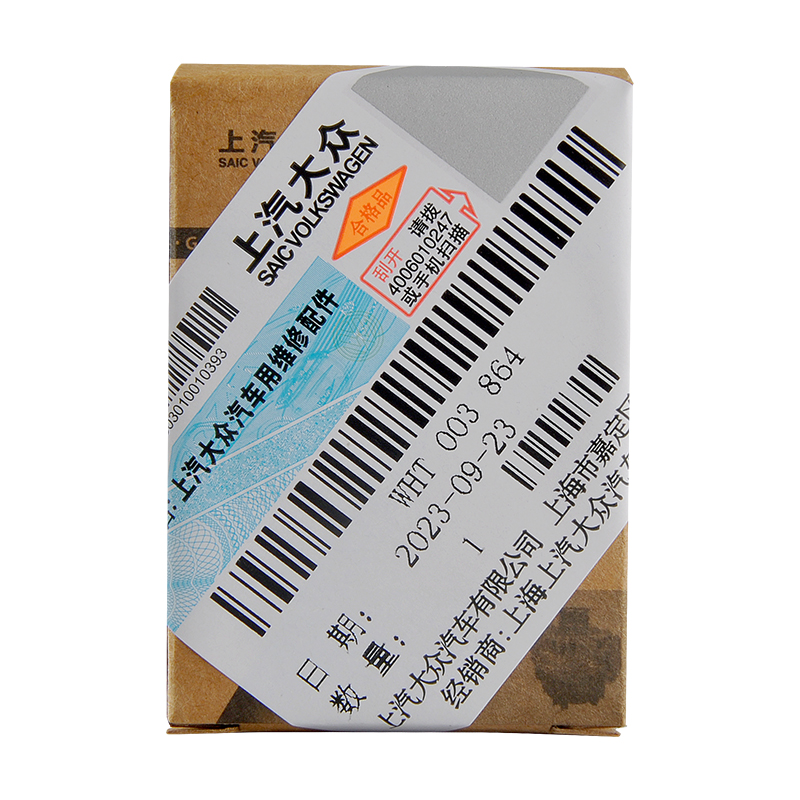 上汽
SAIC V
· G
上汽大众
SAIC VOLKSWAGEN
合格品
刮开
请拨
4006010247
或手机扫描
03010010393
上汽大众汽车用维修配件
WHT 003 864
日 期: 2023-09-23
数 量: 1
上汽大众汽车有限公司 上海市嘉定区
经销商:上海上汽大众汽